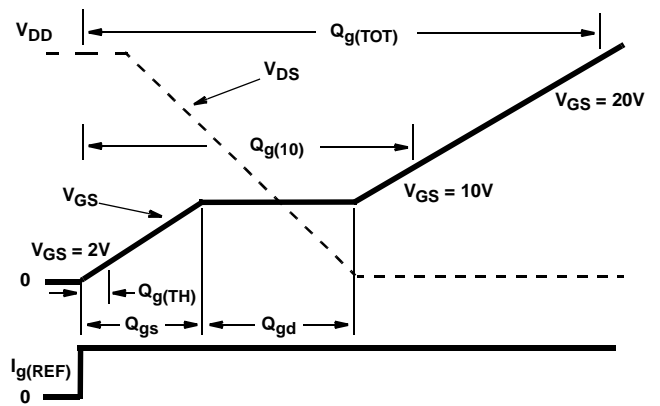 V_DD
Q_g(TOT)
V_DS
V_GS = 20V
Q_g(10)
V_GS
V_GS = 10V
V_GS = 2V
0
Q_g(TH)
Q_gs
Q_gd
I_g(REF)
0